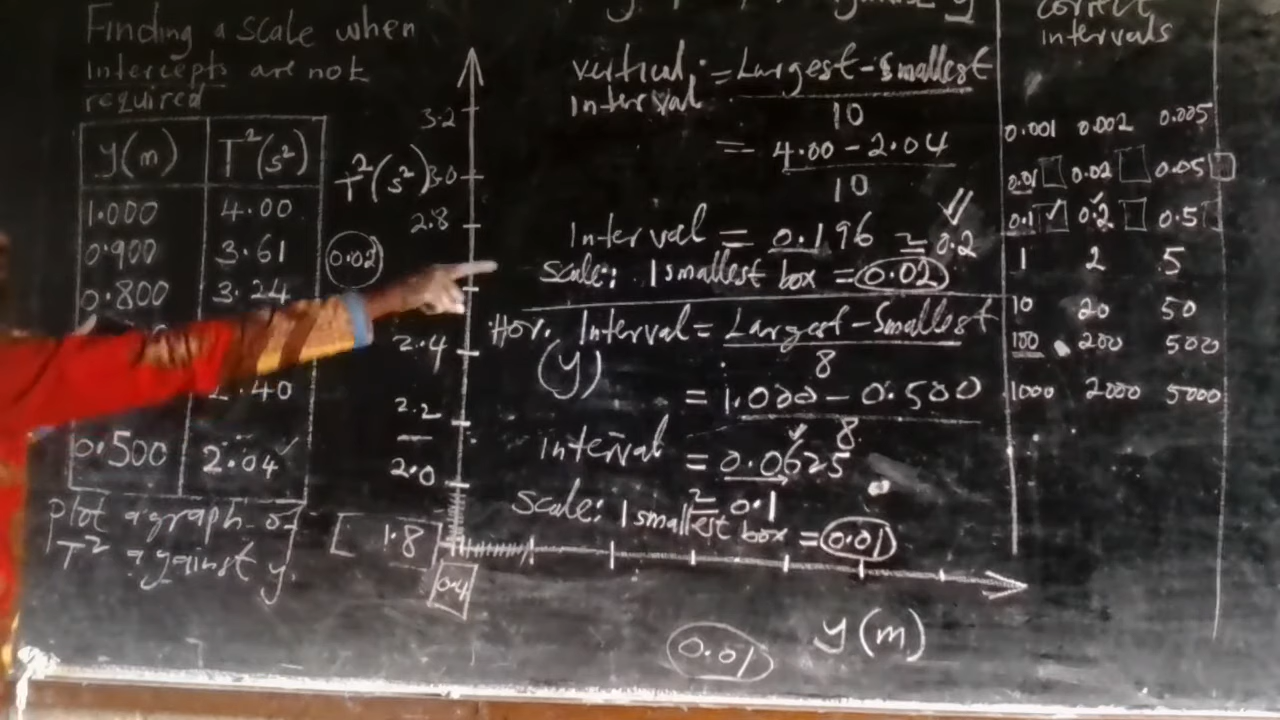 Finding a scale when
intercepts are not
required
y(m) T²(s²)
1.000 4.00
0.900 3.61
0.800 3.24
2.40
0.500 2.04 ✓
plot a graph of
T² against y.
3.2
T²(s²) 3.0
2.8
0.02
2.4
2.2
2.0
1.8
0.4
y(m)
0.01
vertical = Largest - Smallest
interval 10
= 4.00 - 2.04
10
Interval = 0.196 ≈ 0.2
scale: 1 smallest box = 0.02
Hor. Interval = Largest - Smallest
(y) 8
= 1.000 - 0.500
8
interval = 0.0625
≈ 0.1
scale: 1 smallest box = 0.01
correct
intervals
0.001 0.002 0.005
0.01 0.02 0.05
0.1 ✓ 0.2 0.5
1 2 5
10 20 50
100 200 500
1000 2000 5000